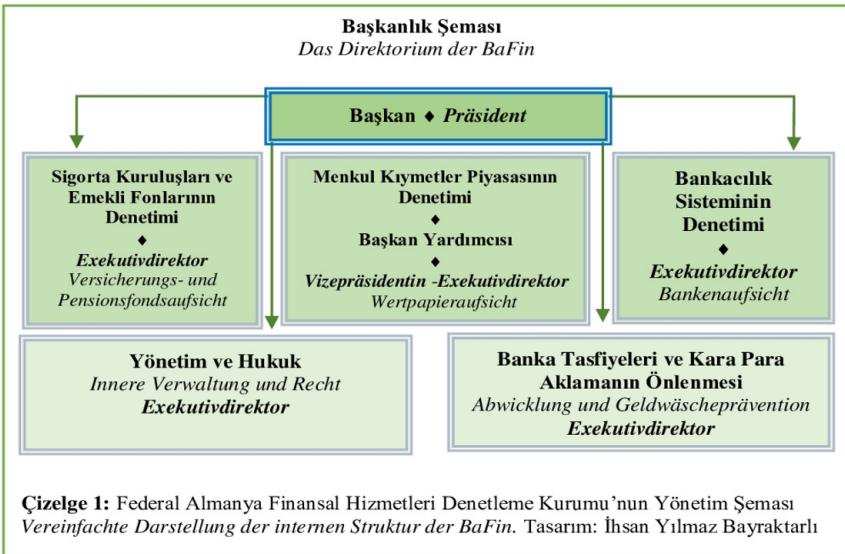 Başkanlık Şeması
Das Direktorium der BaFin
Başkan ♦ Präsident
Sigorta Kuruluşları ve
Emekli Fonlarının
Denetimi
♦
Exekutivdirektor
Versicherungs- und
Pensionsfondsaufsicht
Menkul Kıymetler Piyasasının
Denetimi
♦
Başkan Yardımcısı
♦
Vizepräsidentin -Exekutivdirektor
Wertpapieraufsicht
Bankacılık
Sisteminin
Denetimi
♦
Exekutivdirektor
Bankenaufsicht
Yönetim ve Hukuk
Innere Verwaltung und Recht
Exekutivdirektor
Banka Tasfiyeleri ve Kara Para
Aklamanın Önlenmesi
Abwicklung und Geldwäscheprävention
Exekutivdirektor
Çizelge 1: Federal Almanya Finansal Hizmetleri Denetleme Kurumu’nun Yönetim Şeması
Vereinfachte Darstellung der internen Struktur der BaFin. Tasarım: İhsan Yılmaz Bayraktarlı